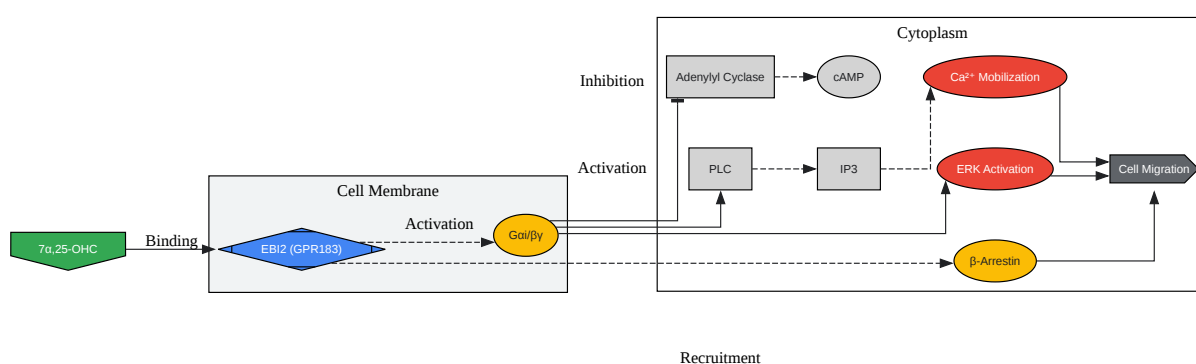 Cytoplasm
Inhibition
Adenylyl Cyclase
cAMP
Ca²⁺ Mobilization
Activation
PLC
IP3
ERK Activation
Cell Migration
Cell Membrane
Activation
Gαi/βγ
7α,25-OHC
Binding
EBI2 (GPR183)
β-Arrestin
Recruitment